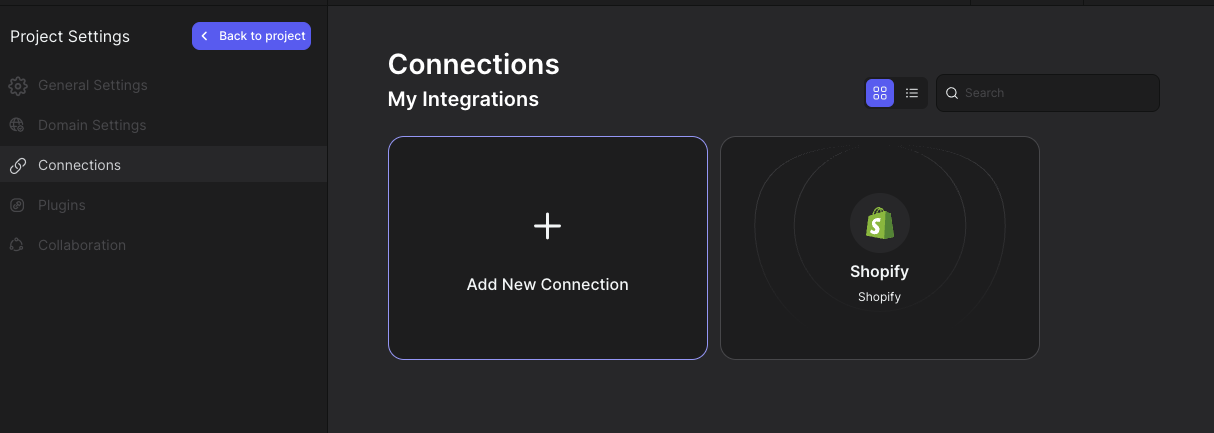 Project Settings
Back to project
General Settings
Domain Settings
Connections
Plugins
Collaboration
Connections
My Integrations
Search
Add New Connection
Shopify
Shopify